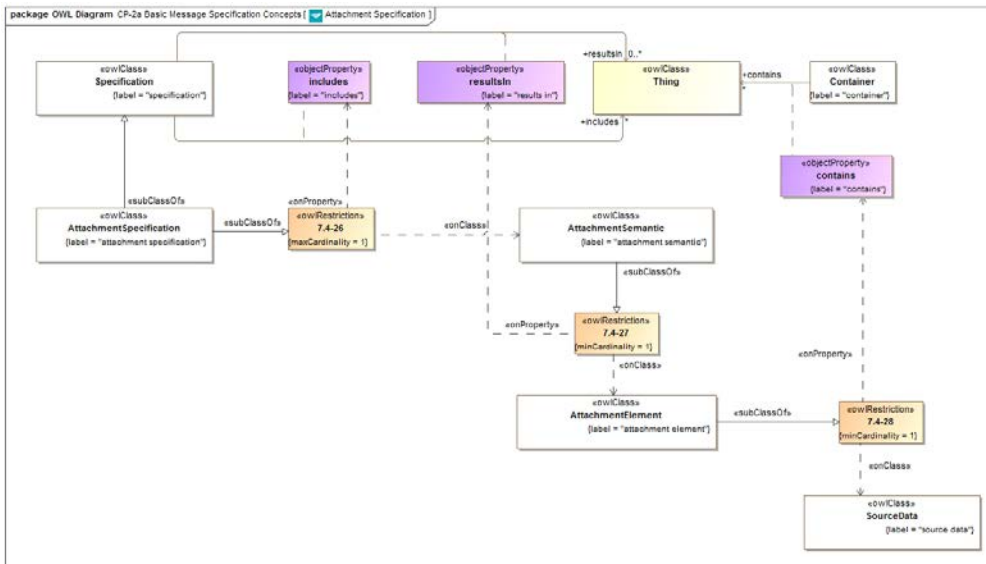 package OWL Diagram CP-2a Basic Message Specification Concepts [ Attachment Specification ]
«owlClass»
Specification
{label = "specification"}
«objectProperty»
includes
{label = "includes"}
«objectProperty»
resultsIn
{label = "results in"}
+resultsIn 0..*
«owlClass»
Thing
+contains
*
«owlClass»
Container
{label = "container"}
+includes *
«objectProperty»
contains
{label = "contains"}
«subClassOf»
«owlClass»
AttachmentSpecification
{label = "attachment specification"}
«subClassOf»
«onProperty»
«owlRestriction»
7.4-26
{maxCardinality = 1}
«onClass»
«owlClass»
AttachmentSemantic
{label = "attachment semantic"}
«subClassOf»
«onProperty»
«owlRestriction»
7.4-27
{minCardinality = 1}
«onClass»
«onProperty»
«owlClass»
AttachmentElement
{label = "attachment element"}
«subClassOf»
«owlRestriction»
7.4-28
{minCardinality = 1}
«onClass»
«owlClass»
SourceData
{label = "source data"}